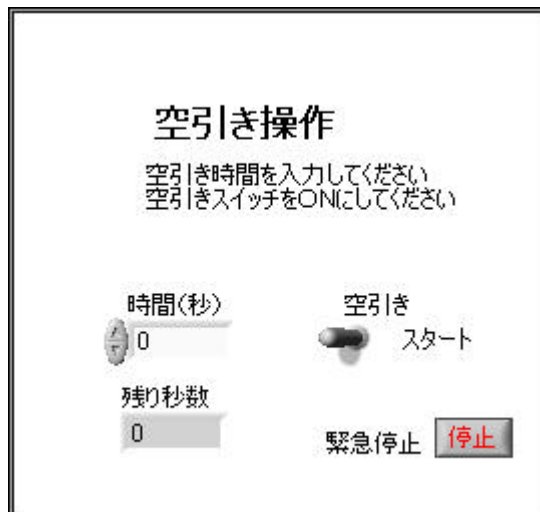 空引き操作
空引き時間を入力してください
空引きスイッチをONにしてください
時間(秒)
0
空引き
スタート
残り秒数
0
緊急停止
停止